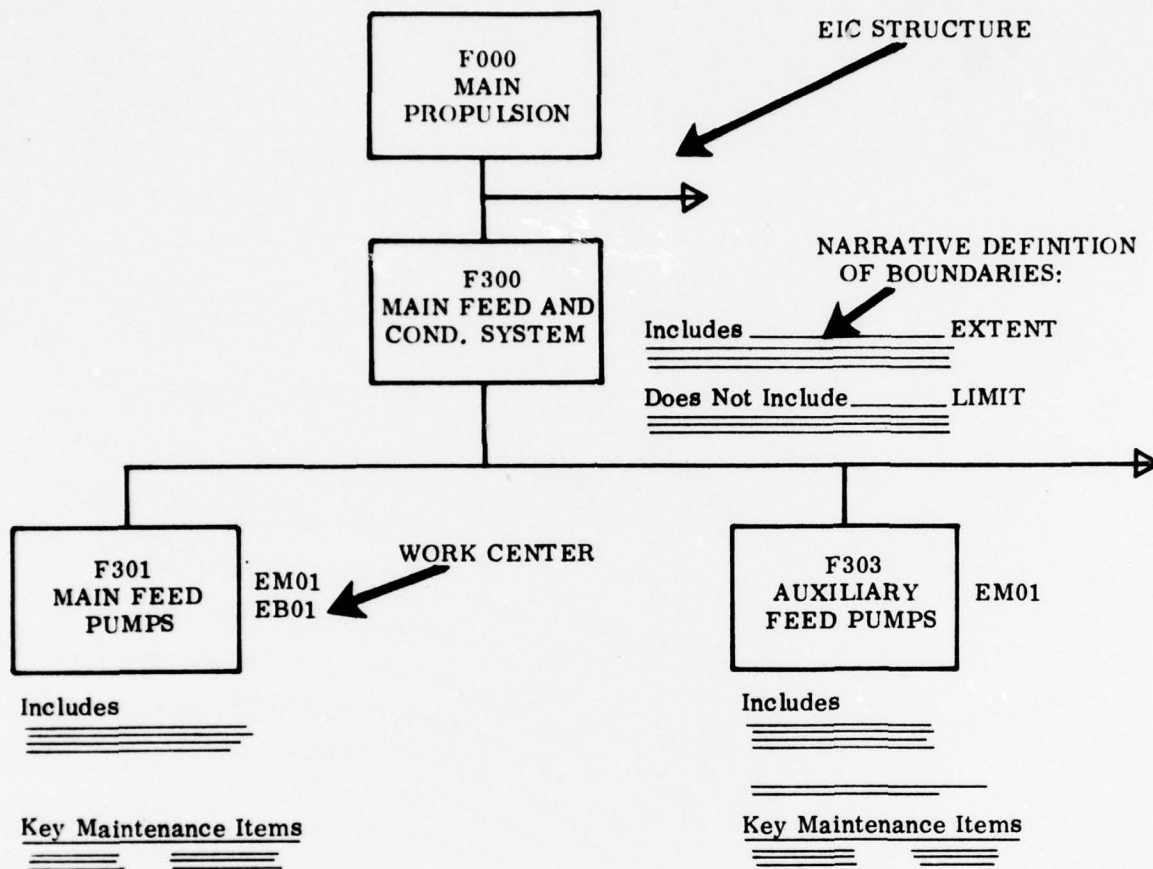 F000
MAIN
PROPULSION
EIC STRUCTURE
F300
MAIN FEED AND
COND. SYSTEM
NARRATIVE DEFINITION
OF BOUNDARIES:
Includes EXTENT
Does Not Include LIMIT
F301
MAIN FEED
PUMPS
EM01
EB01
WORK CENTER
F303
AUXILIARY
FEED PUMPS
EM01
Includes
Key Maintenance Items
Includes
Key Maintenance Items